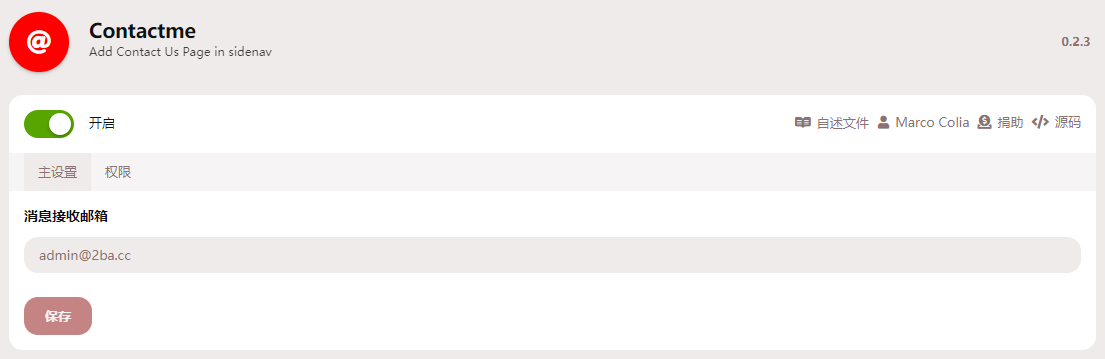 @
Contactme
Add Contact Us Page in sidenav
0.2.3
开启
自述文件 Marco Colia 捐助 源码
主设置 权限
消息接收邮箱
admin@2ba.cc
保存